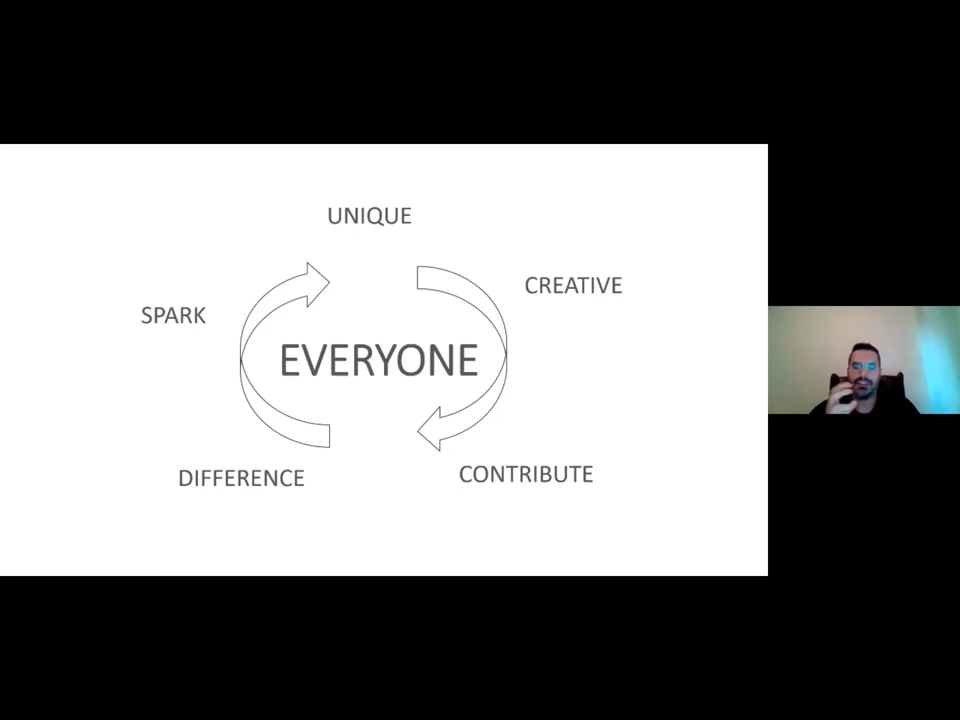 UNIQUE
CREATIVE
SPARK
EVERYONE
DIFFERENCE
CONTRIBUTE